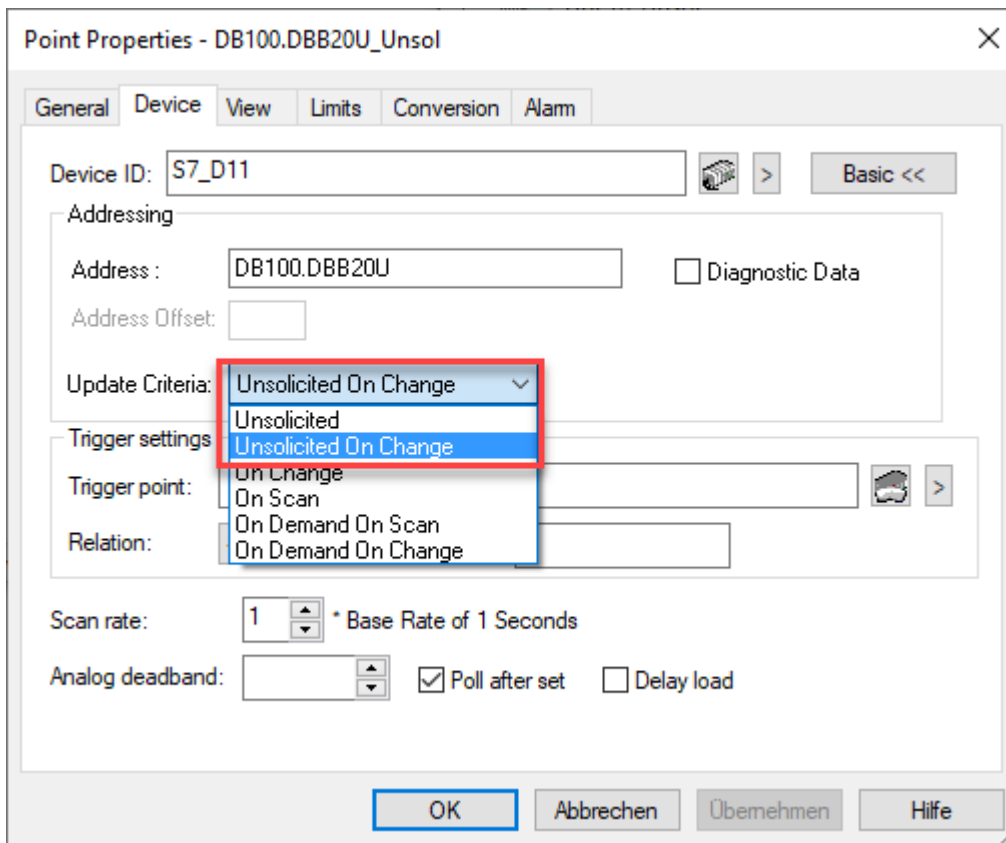 Point Properties - DB100.DBB20U_Unsol
General Device View Limits Conversion Alarm
Device ID: S7_D11 > Basic <<
Addressing
Address : DB100.DBB20U Diagnostic Data
Address Offset:
Update Criteria: Unsolicited On Change
Unsolicited
Trigger settings Unsolicited On Change
On Change
Trigger point: >
On Scan
On Demand On Scan
Relation:
On Demand On Change
Scan rate: 1 * Base Rate of 1 Seconds
Analog deadband: Poll after set Delay load
OK Abbrechen Übernehmen Hilfe